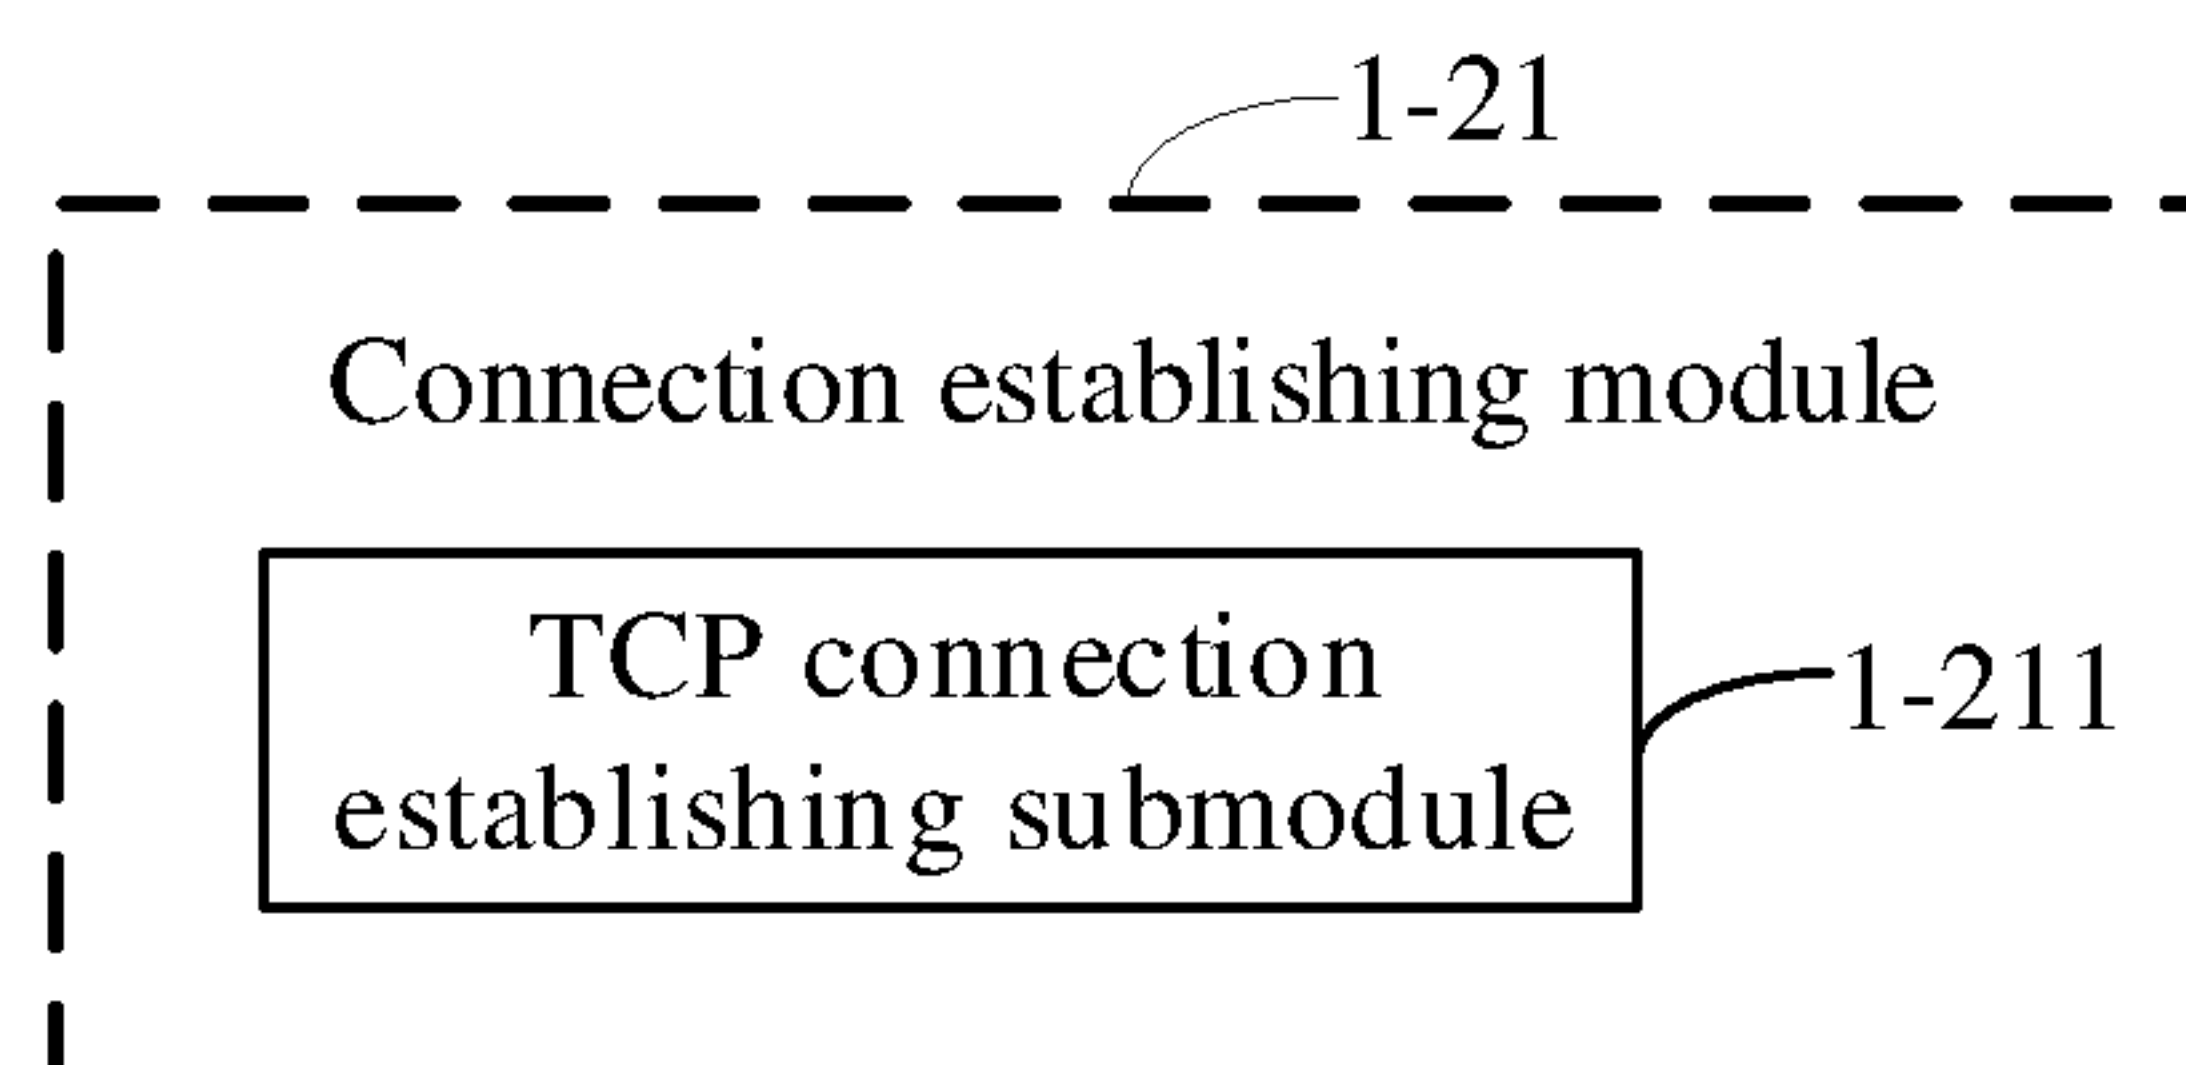 1-21
Connection establishing module
TCP connection
establishing submodule
1-211